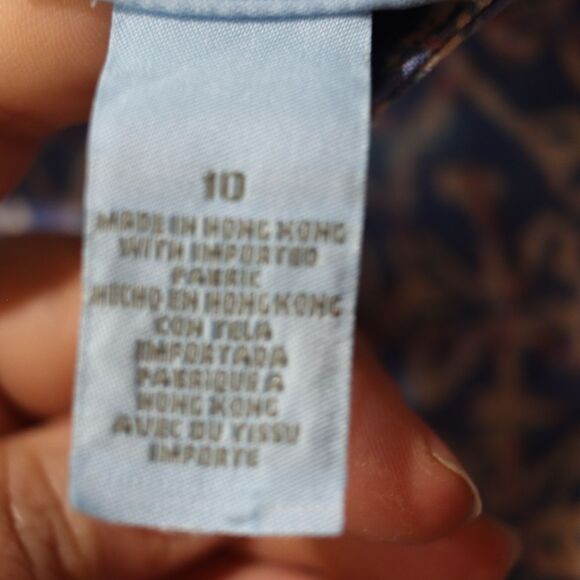 10
MADE IN HONG KONG
WITH IMPORTED
FABRIC
HECHO EN HONG KONG
CON TELA
IMPORTADA
FABRIQUE A
HONG KONG
AVEC DU TISSU
IMPORTE